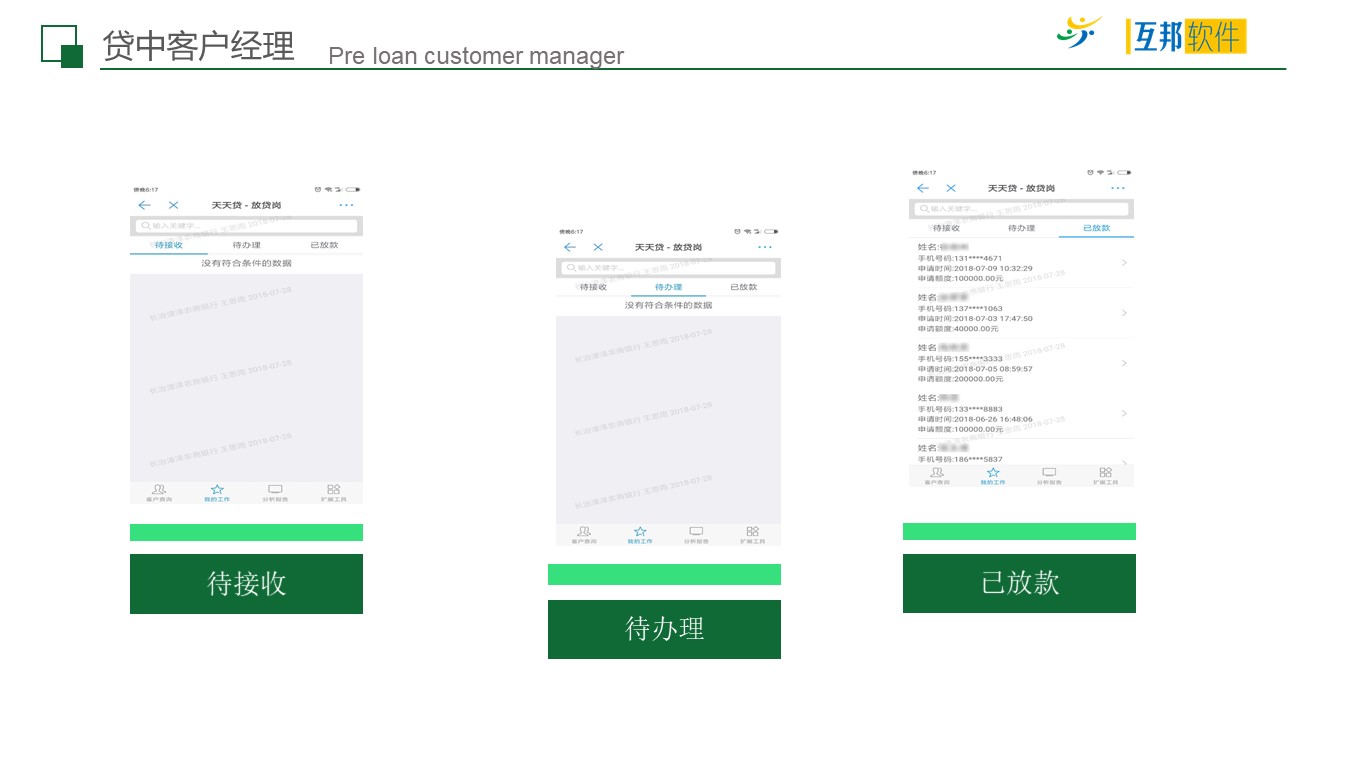 贷中客户经理 Pre loan customer manager
互邦软件
傍晚6:17
天天贷 - 放贷岗
输入关键字...
待接收 待办理 已放款
没有符合条件的数据
客户查询 我的工作 分析报告 扩展工具
待接收
傍晚6:17
天天贷 - 放贷岗
输入关键字...
待接收 待办理 已放款
没有符合条件的数据
客户查询 我的工作 分析报告 扩展工具
待办理
傍晚6:17
天天贷 - 放贷岗
输入关键字...
待接收 待办理 已放款
姓名:
手机号码:131****4671
申请时间:2018-07-09 10:32:29
申请额度:100000.00元
姓名:
手机号码:137****1063
申请时间:2018-07-03 17:47:50
申请额度:40000.00元
姓名:
手机号码:155****3333
申请时间:2018-07-05 08:59:57
申请额度:200000.00元
姓名:
手机号码:133****8883
申请时间:2018-06-26 16:48:06
申请额度:100000.00元
姓名:
手机号码:186****5837
客户查询 我的工作 分析报告 扩展工具
已放款